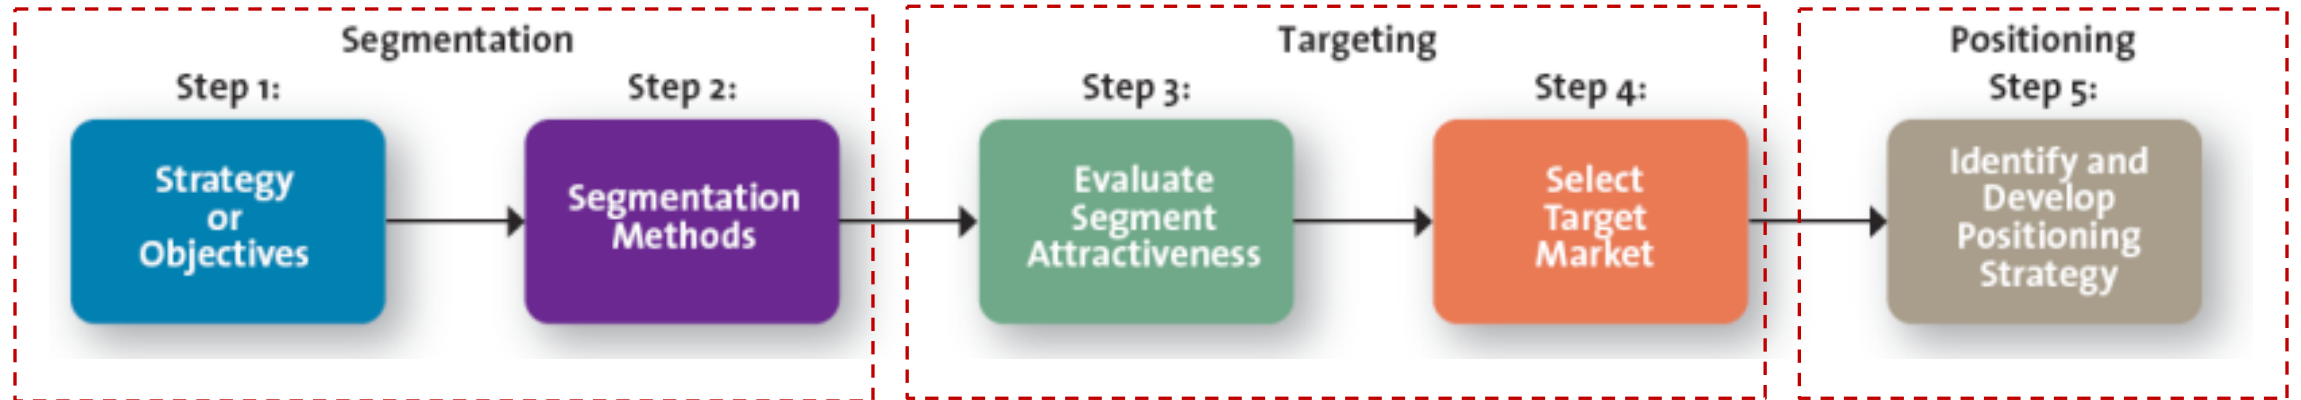 Segmentation
Step 1:
Strategy
or
Objectives
Step 2:
Segmentation
Methods
Targeting
Step 3:
Evaluate
Segment
Attractiveness
Step 4:
Select
Target
Market
Positioning
Step 5:
Identify and
Develop
Positioning
Strategy